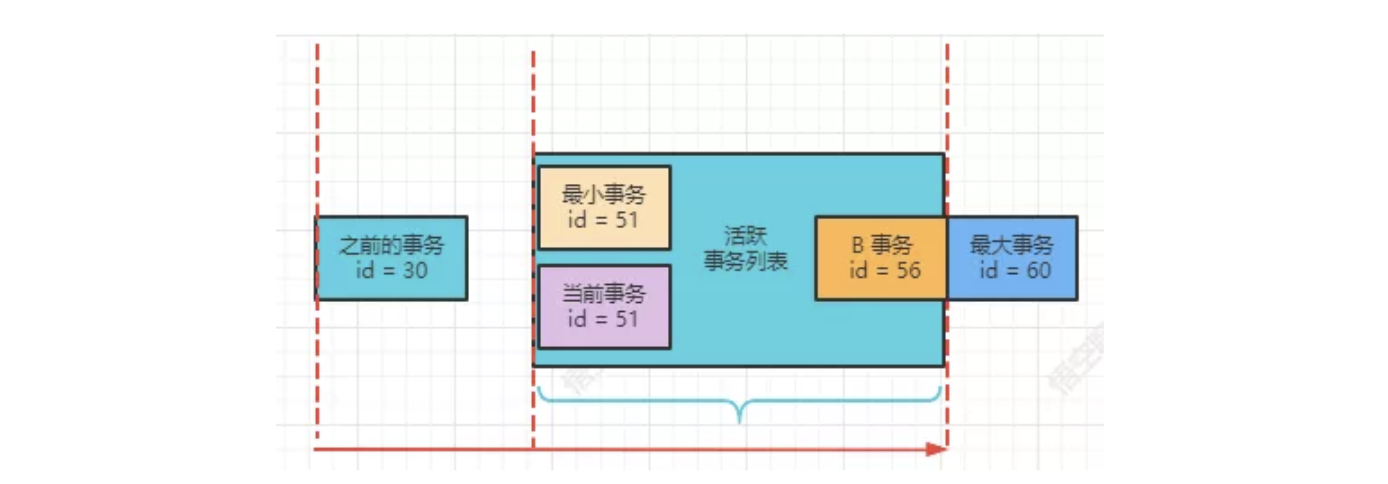 之前的事务
id = 30
最小事务
id = 51
当前事务
id = 51
活跃
事务列表
B 事务
id = 56
最大事务
id = 60